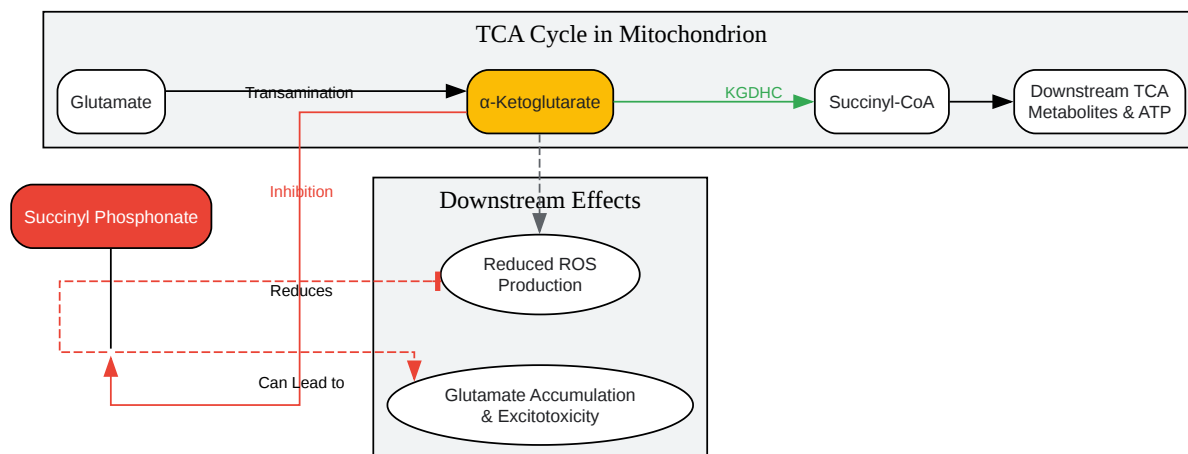 TCA Cycle in Mitochondrion
Glutamate
Transamination
α-Ketoglutarate
KGDHC
Succinyl-CoA
Downstream TCA
Metabolites & ATP
Inhibition
Succinyl Phosphonate
Downstream Effects
Reduced ROS
Production
Reduces
Can Lead to
Glutamate Accumulation
& Excitotoxicity